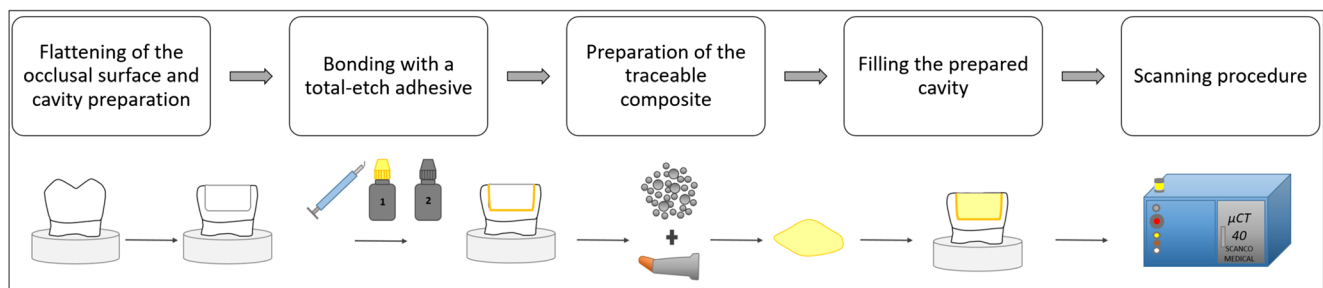 Flattening of the
occlusal surface and
cavity preparation
Bonding with a
total-etch adhesive
Preparation of the
traceable
composite
Filling the prepared
cavity
Scanning procedure
1
2
µCT
40
SCANCO
MEDICAL